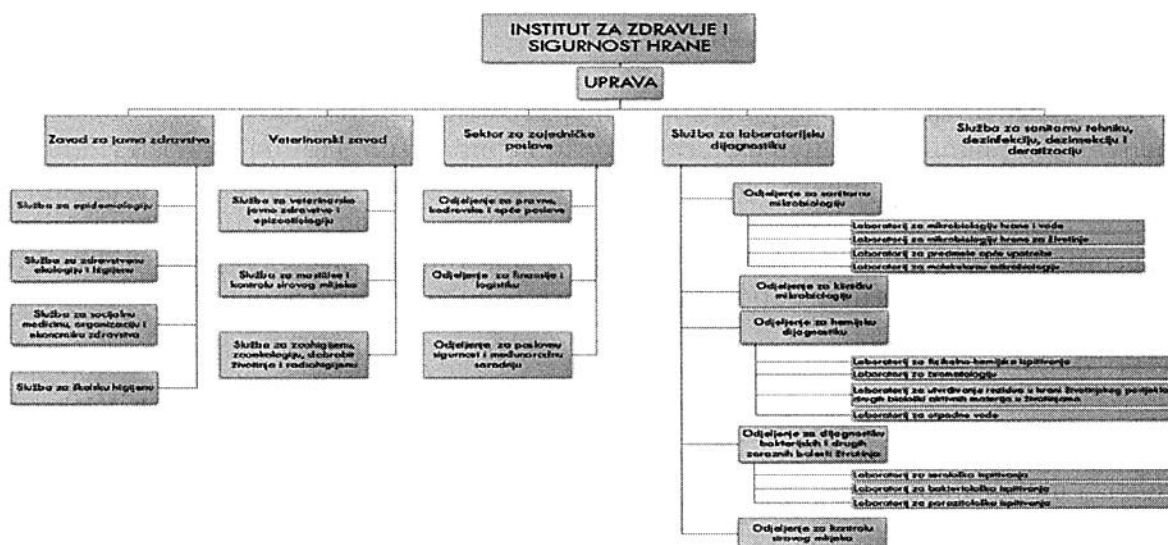 INSTITUT ZA ZDRAVLJE I
SIGURNOST HRANE
UPRAVA
Zavod za javno zdravstvo
Veterinarski zavod
Sektor za zajedničke
poslove
Služba za laboratorijsku
dijagnostiku
Služba za sanitarnu tehniku,
dezinfekciju, dezinsekciju i
deratizaciju
Služba za epidemiologiju
Služba za zdravstvenu
ekologiju i higijenu
Služba za socijalnu
medicinu, organizaciju i
ekonomiku zdravstva
Služba za školsku higijenu
Služba za veterinarsko
javno zdravstvo i
epizootiologiju
Služba za mastitise i
kontrolu sirovog mlijeka
Služba za zoohigijenu,
zooekologiju, dobrobit
životinja i radiohigijenu
Odjeljenje za pravne,
kadrovske i opće poslove
Odjeljenje za finansije i
logistiku
Odjeljenje za poslovnu
sigurnost i međunarodnu
saradnju
Odjeljenje za sanitarnu
mikrobiologiju
Laboratorij za mikrobiologiju hrane i vode
Laboratorij za mikrobiologiju hrane za životinje
Laboratorij za predmete opće upotrebe
Laboratorij za molekularnu mikrobiologiju
Odjeljenje za kliničku
mikrobiologiju
Odjeljenje za hemijsku
dijagnostiku
Laboratorij za fizikalno-hemijska ispitivanja
Laboratorij za bromatologiju
Laboratorij za utvrđivanje rezidua u hrani životinjskog porijekla
drugih biološki aktivnih materija u životinjama
Laboratorij za otpadne vode
Odjeljenje za dijagnostiku
bakterijskih i drugih
zaraznih bolesti životinja
Laboratorij za serološka ispitivanja
Laboratorij za bakteriološka ispitivanja
Laboratorij za parazitološka ispitivanja
Odjeljenje za kontrolu
sirovog mlijeka